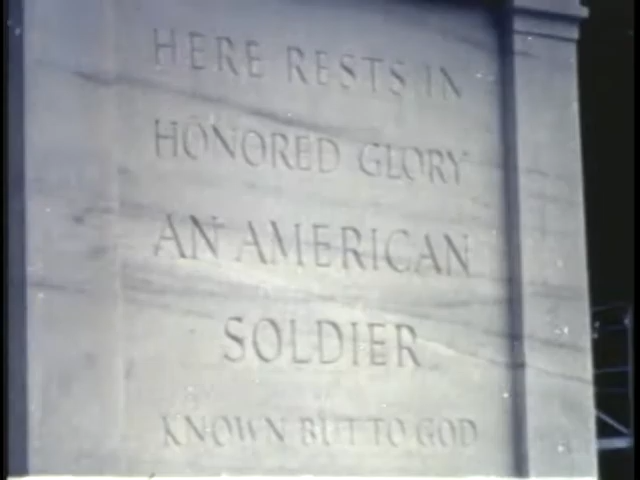 HERE RESTS IN
HONORED GLORY
AN AMERICAN
SOLDIER
KNOWN BUT TO GOD